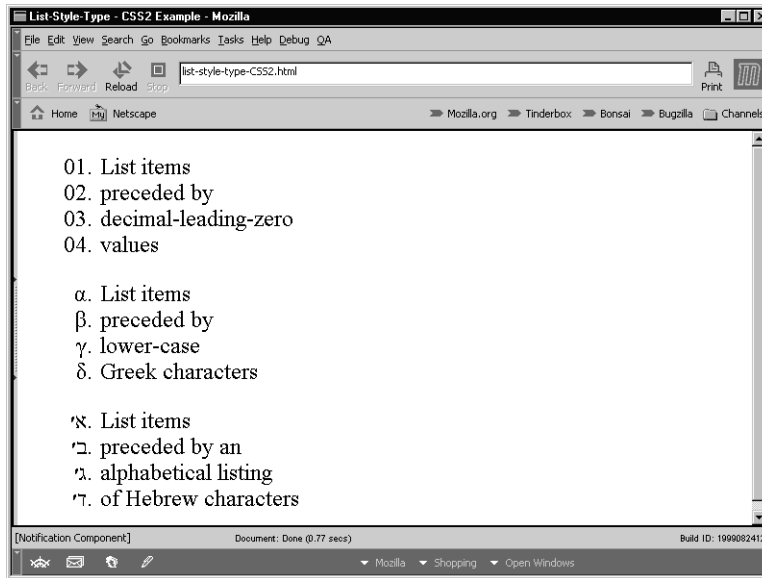 List-Style-Type - CSS2 Example - Mozilla
File Edit View Search Go Bookmarks Tasks Help Debug QA
Back Forward Reload Stop list-style-type-CSS2.html Print
Home My Netscape Mozilla.org Tinderbox Bonsai Bugzilla Channels
01. List items
02. preceded by
03. decimal-leading-zero
04. values
α. List items
β. preceded by
γ. lower-case
δ. Greek characters
א׳. List items
ב׳. preceded by an
ג׳. alphabetical listing
ד׳. of Hebrew characters
[Notification Component] Document: Done (0.77 secs) Build ID: 1999082412
Mozilla Shopping Open Windows